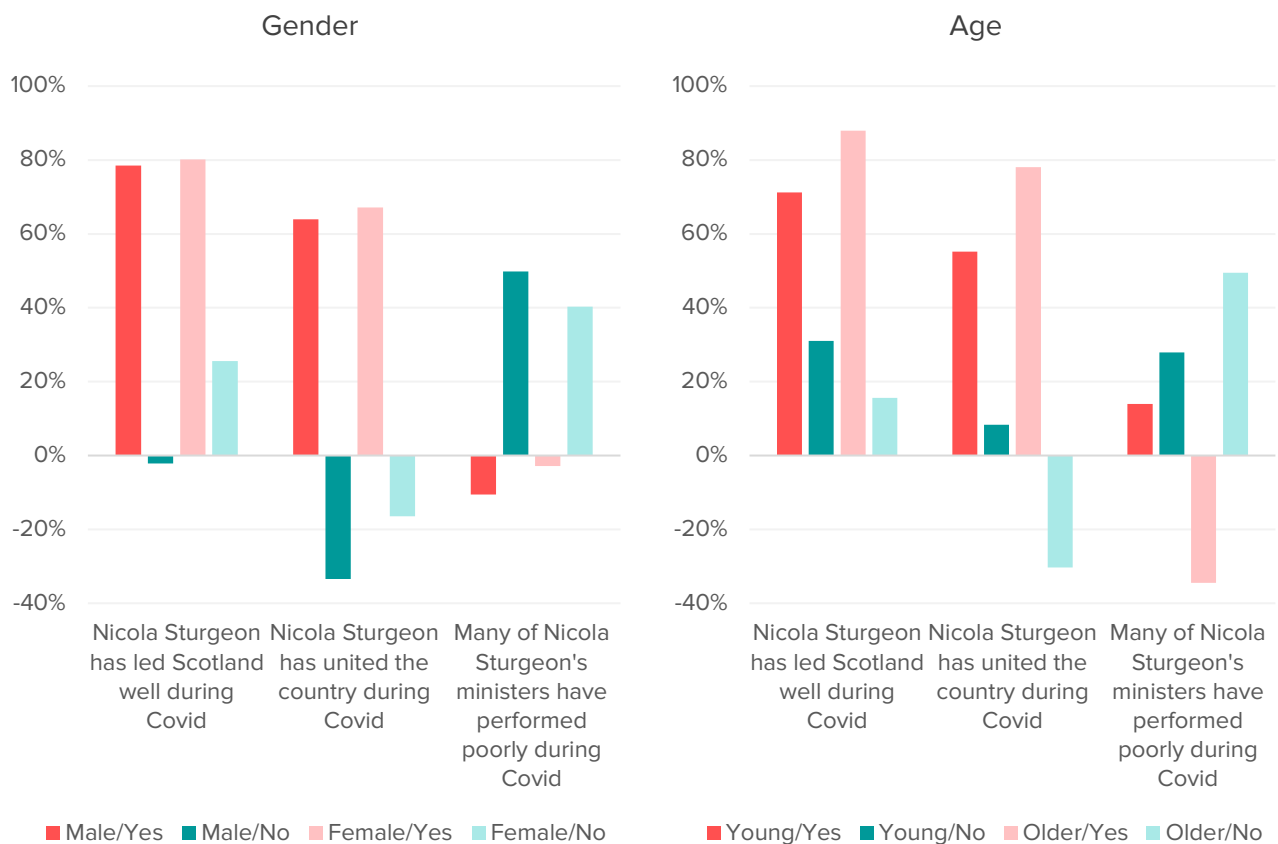 Gender
100%
80%
60%
40%
20%
0%
-20%
-40%
Nicola Sturgeon
has led Scotland
well during
Covid
Nicola Sturgeon
has united the
country during
Covid
Many of Nicola
Sturgeon's
ministers have
performed
poorly during
Covid
Male/Yes Male/No Female/Yes Female/No
Age
100%
80%
60%
40%
20%
0%
-20%
-40%
Nicola Sturgeon
has led Scotland
well during
Covid
Nicola Sturgeon
has united the
country during
Covid
Many of Nicola
Sturgeon's
ministers have
performed
poorly during
Covid
Young/Yes Young/No Older/Yes Older/No